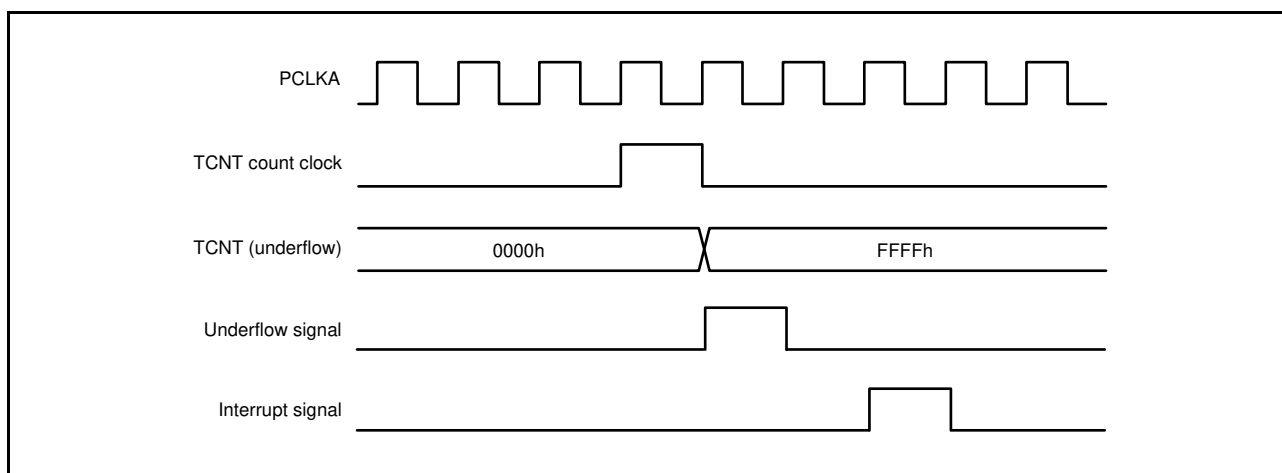 PCLKA
TCNT count clock
TCNT (underflow)
0000h
FFFFh
Underflow signal
Interrupt signal